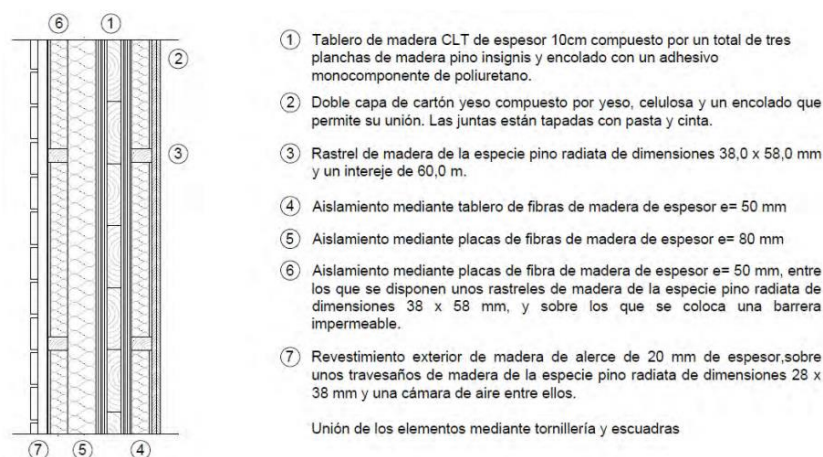 6 1
2
3
7 5 4
1 Tablero de madera CLT de espesor 10cm compuesto por un total de tres
planchas de madera pino insignis y encolado con un adhesivo
monocomponente de poliuretano.
2 Doble capa de cartón yeso compuesto por yeso, celulosa y un encolado que
permite su unión. Las juntas están tapadas con pasta y cinta.
3 Rastrel de madera de la especie pino radiata de dimensiones 38,0 x 58,0 mm
y un intereje de 60,0 m.
4 Aislamiento mediante tablero de fibras de madera de espesor e= 50 mm
5 Aislamiento mediante placas de fibras de madera de espesor e= 80 mm
6 Aislamiento mediante placas de fibra de madera de espesor e= 50 mm, entre
los que se disponen unos rastreles de madera de la especie pino radiata de
dimensiones 38 x 58 mm, y sobre los que se coloca una barrera
impermeable.
7 Revestimiento exterior de madera de alerce de 20 mm de espesor,sobre
unos travesaños de madera de la especie pino radiata de dimensiones 28 x
38 mm y una cámara de aire entre ellos.
Unión de los elementos mediante tornillería y escuadras